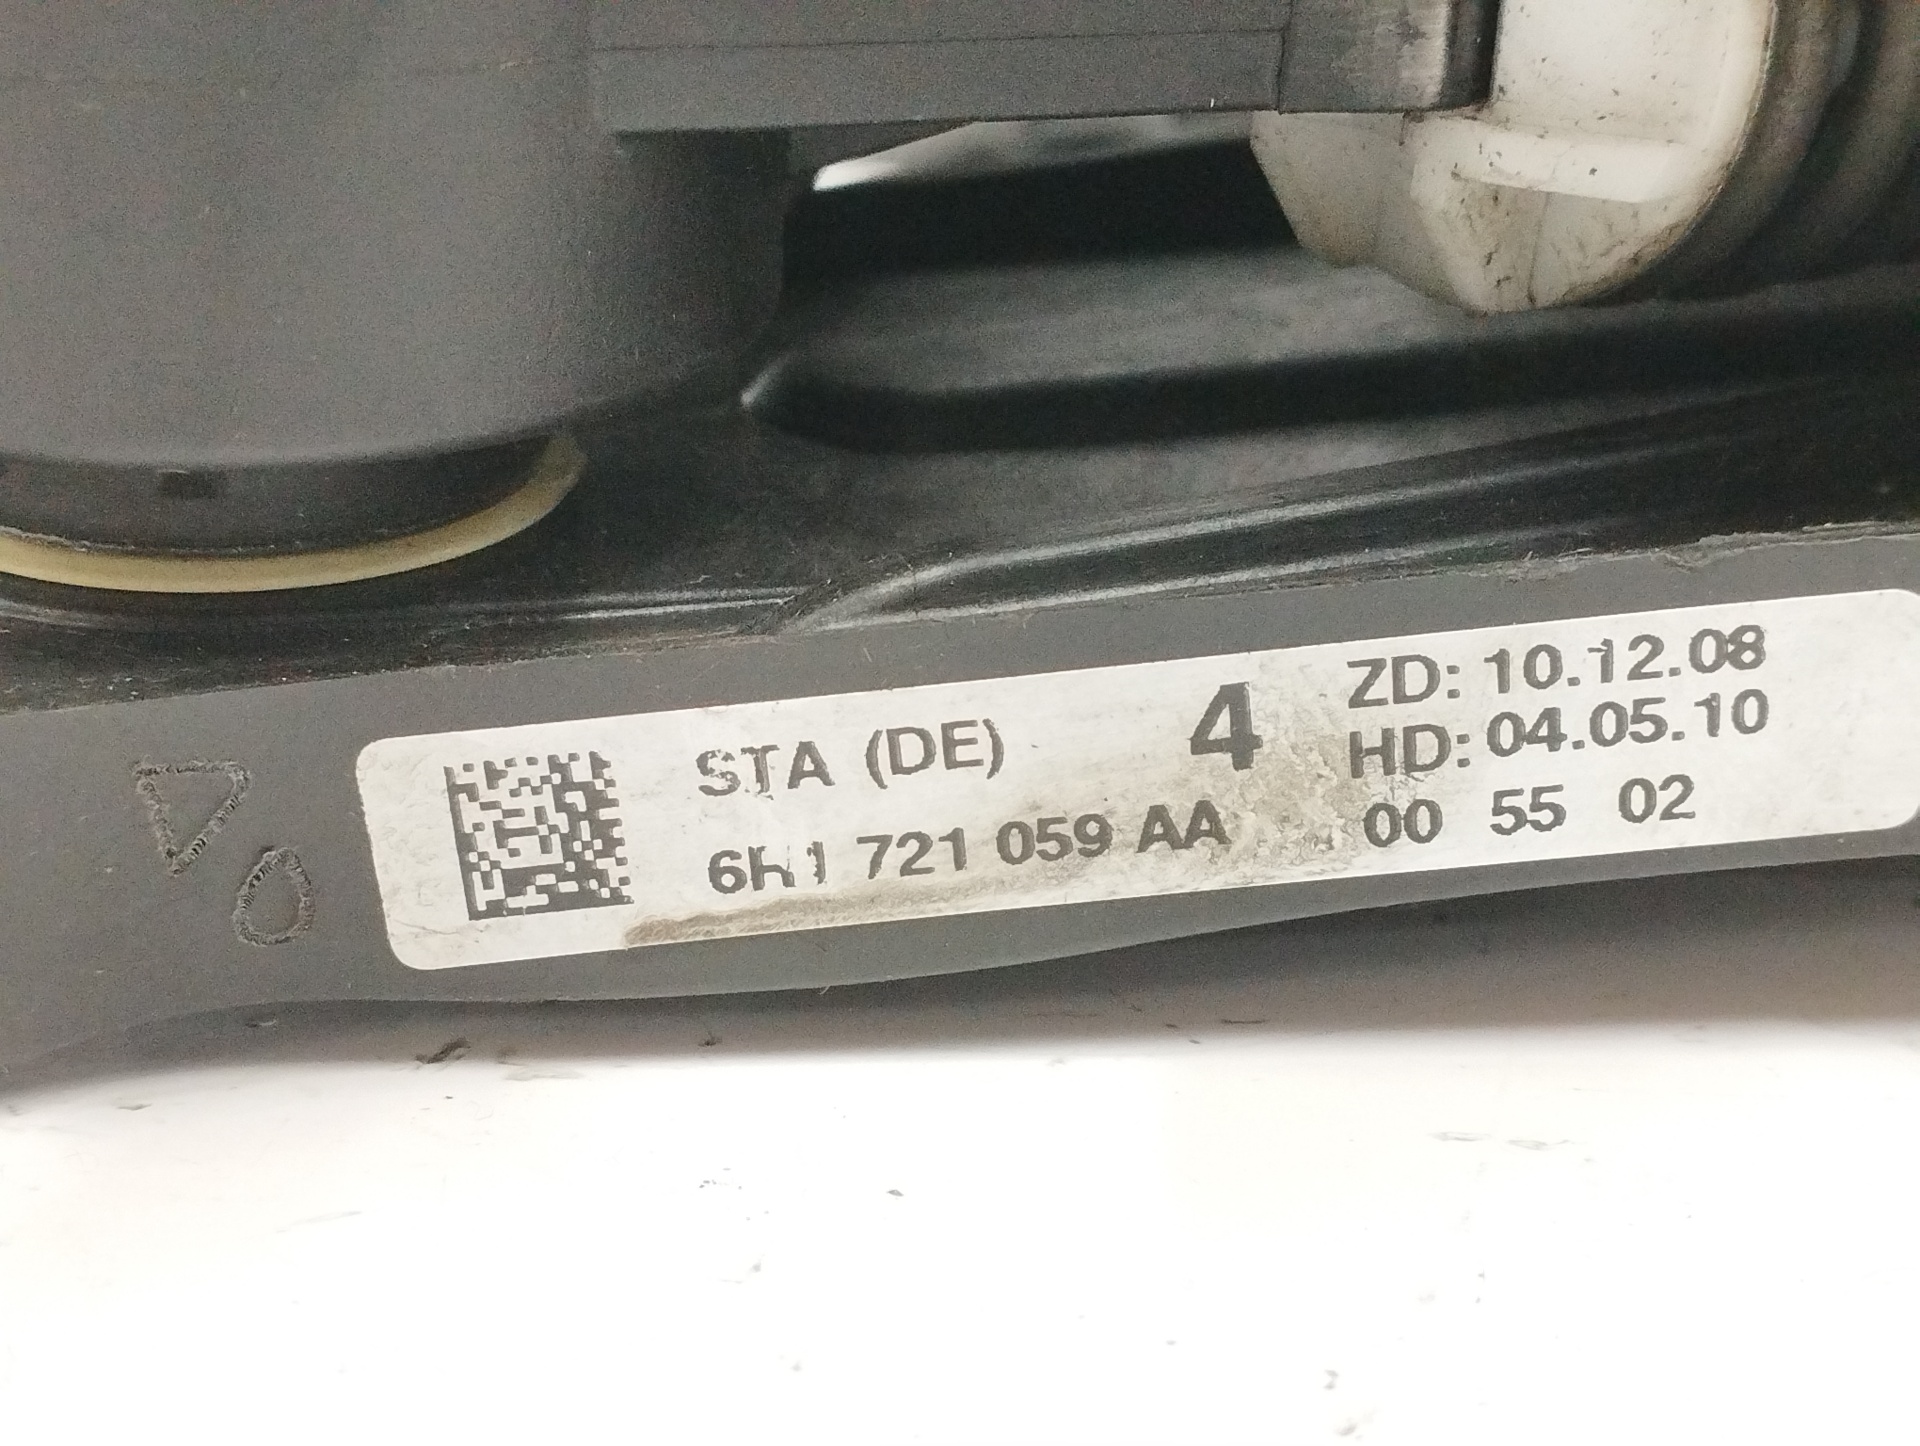 STA (DE) 4 ZD: 10.12.08
HD: 04.05.10
6R1 721 059 AA 00 55 02